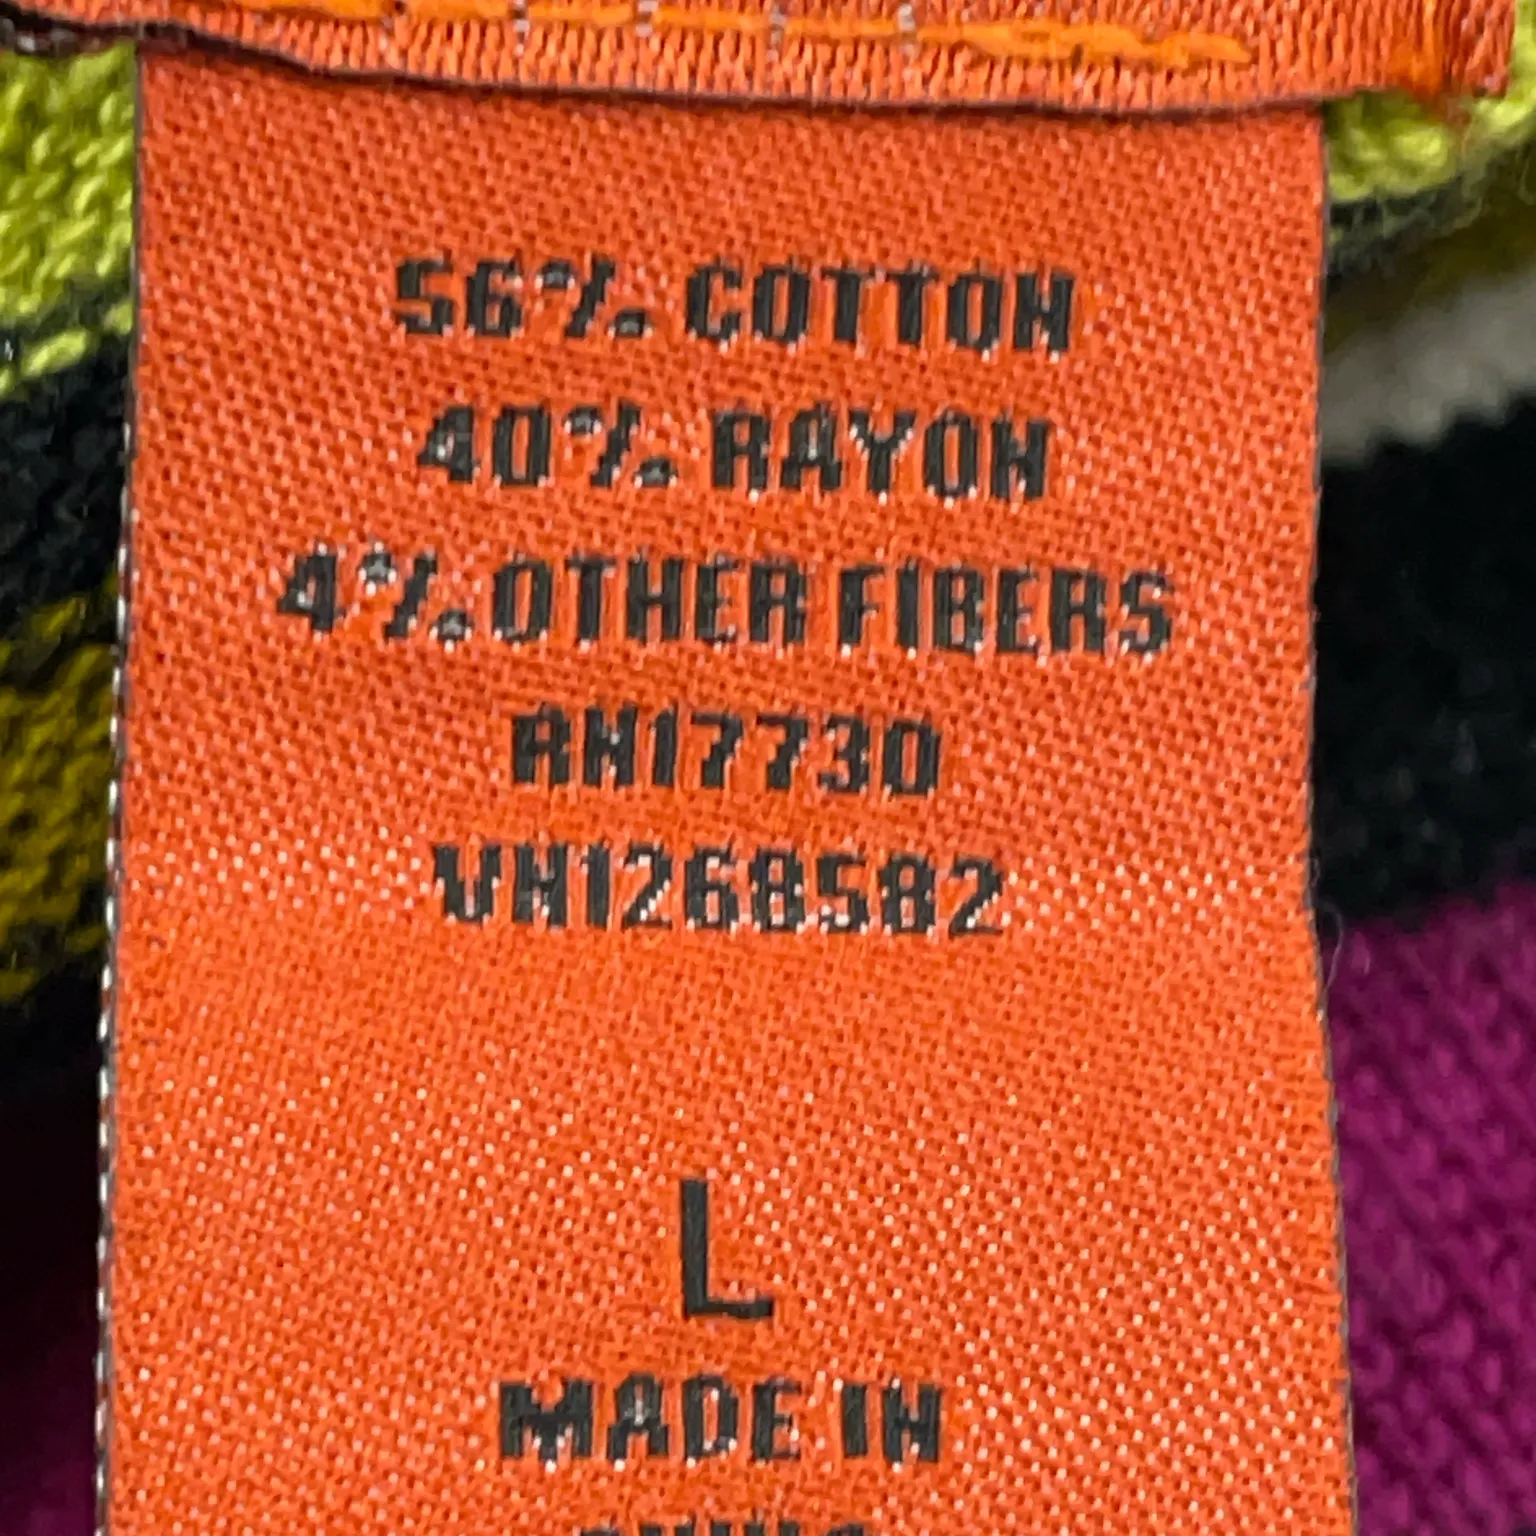 56% COTTON
40% RAYON
4% OTHER FIBERS
RN17730
VN1268582
L
MADE IN